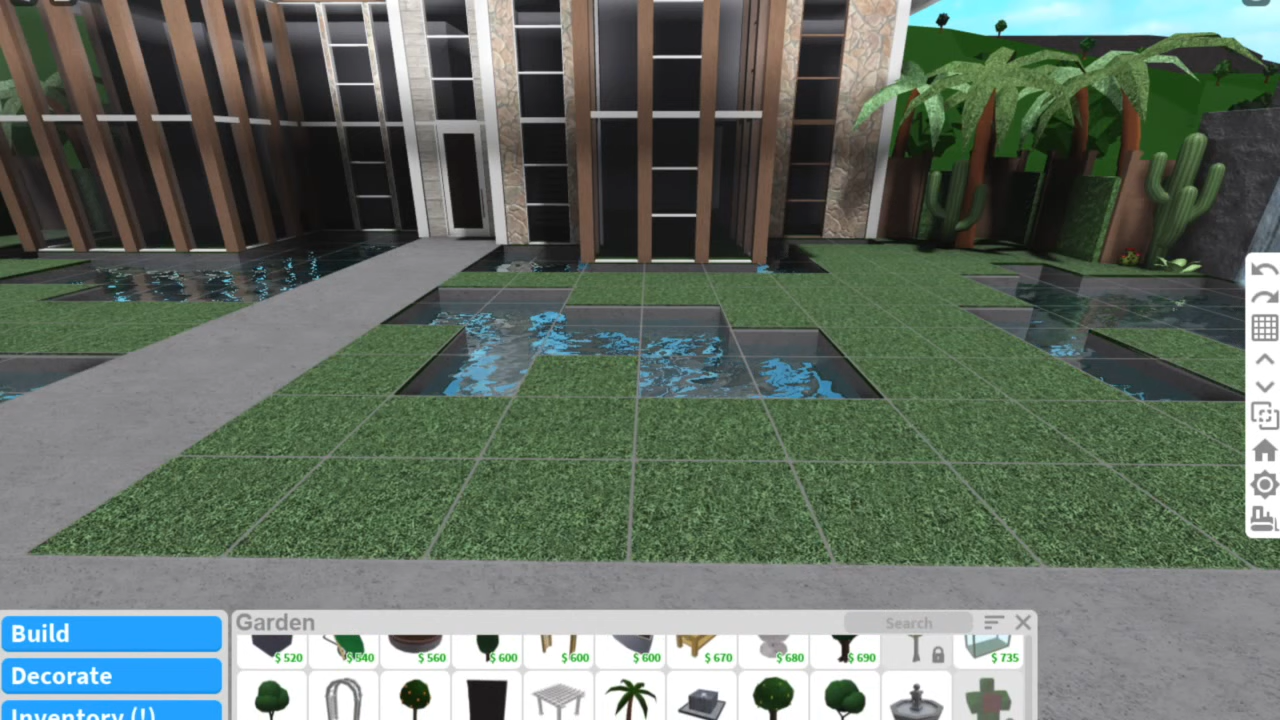 Build
Decorate
Inventory (!)
Garden
Search
$ 520
$ 540
$ 560
$ 600
$ 600
$ 600
$ 670
$ 680
$ 690
$ 735